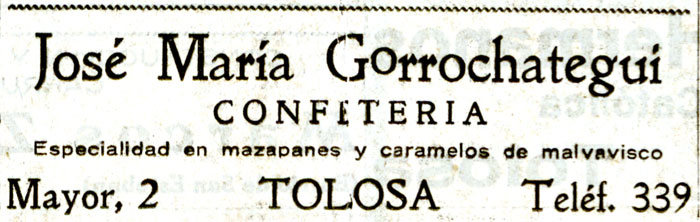 José María Gorrochategui
CONFITERIA
Especialidad en mazapanes y caramelos de malvavisco
Mayor, 2 TOLOSA Teléf. 339